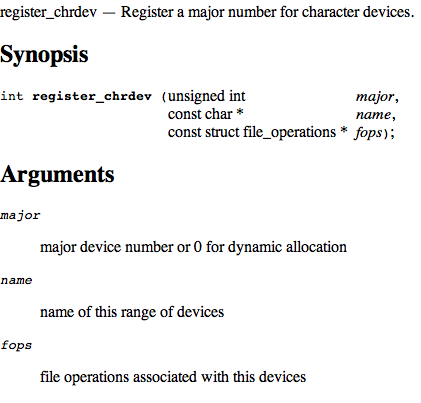 register_chrdev — Register a major number for character devices.
Synopsis
int register_chrdev (unsigned int major,
const char * name,
const struct file_operations * fops);
Arguments
major
major device number or 0 for dynamic allocation
name
name of this range of devices
fops
file operations associated with this devices